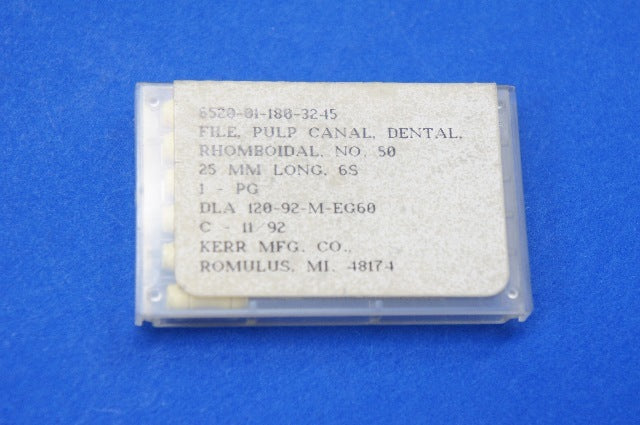 6520-01-180-3245
FILE, PULP CANAL, DENTAL,
RHOMBOIDAL, NO. 50
25 MM LONG, 6S
1 - PG
DLA 120-92-M-EG60
C - 11/92
KERR MFG. CO.,
ROMULUS, MI. 48174